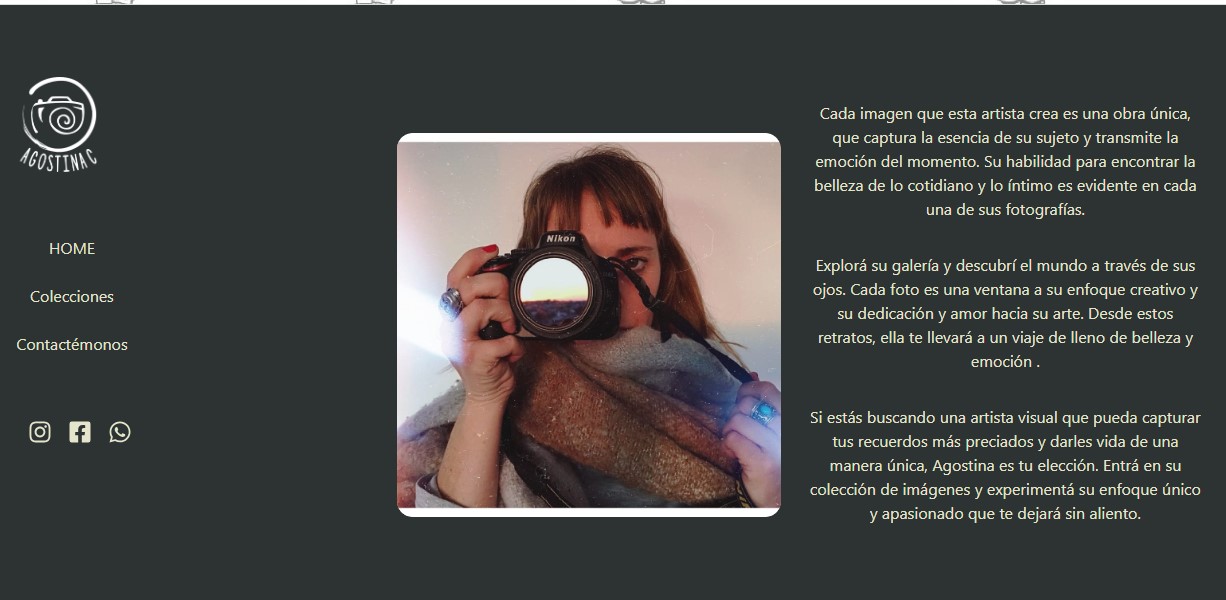 AGOSTINA C
HOME
Colecciones
Contactémonos
Nikon
Cada imagen que esta artista crea es una obra única,
que captura la esencia de su sujeto y transmite la
emoción del momento. Su habilidad para encontrar la
belleza de lo cotidiano y lo íntimo es evidente en cada
una de sus fotografías.
Explorá su galería y descubrí el mundo a través de sus
ojos. Cada foto es una ventana a su enfoque creativo y
su dedicación y amor hacia su arte. Desde estos
retratos, ella te llevará a un viaje de lleno de belleza y
emoción .
Si estás buscando una artista visual que pueda capturar
tus recuerdos más preciados y darles vida de una
manera única, Agostina es tu elección. Entrá en su
colección de imágenes y experimentá su enfoque único
y apasionado que te dejará sin aliento.